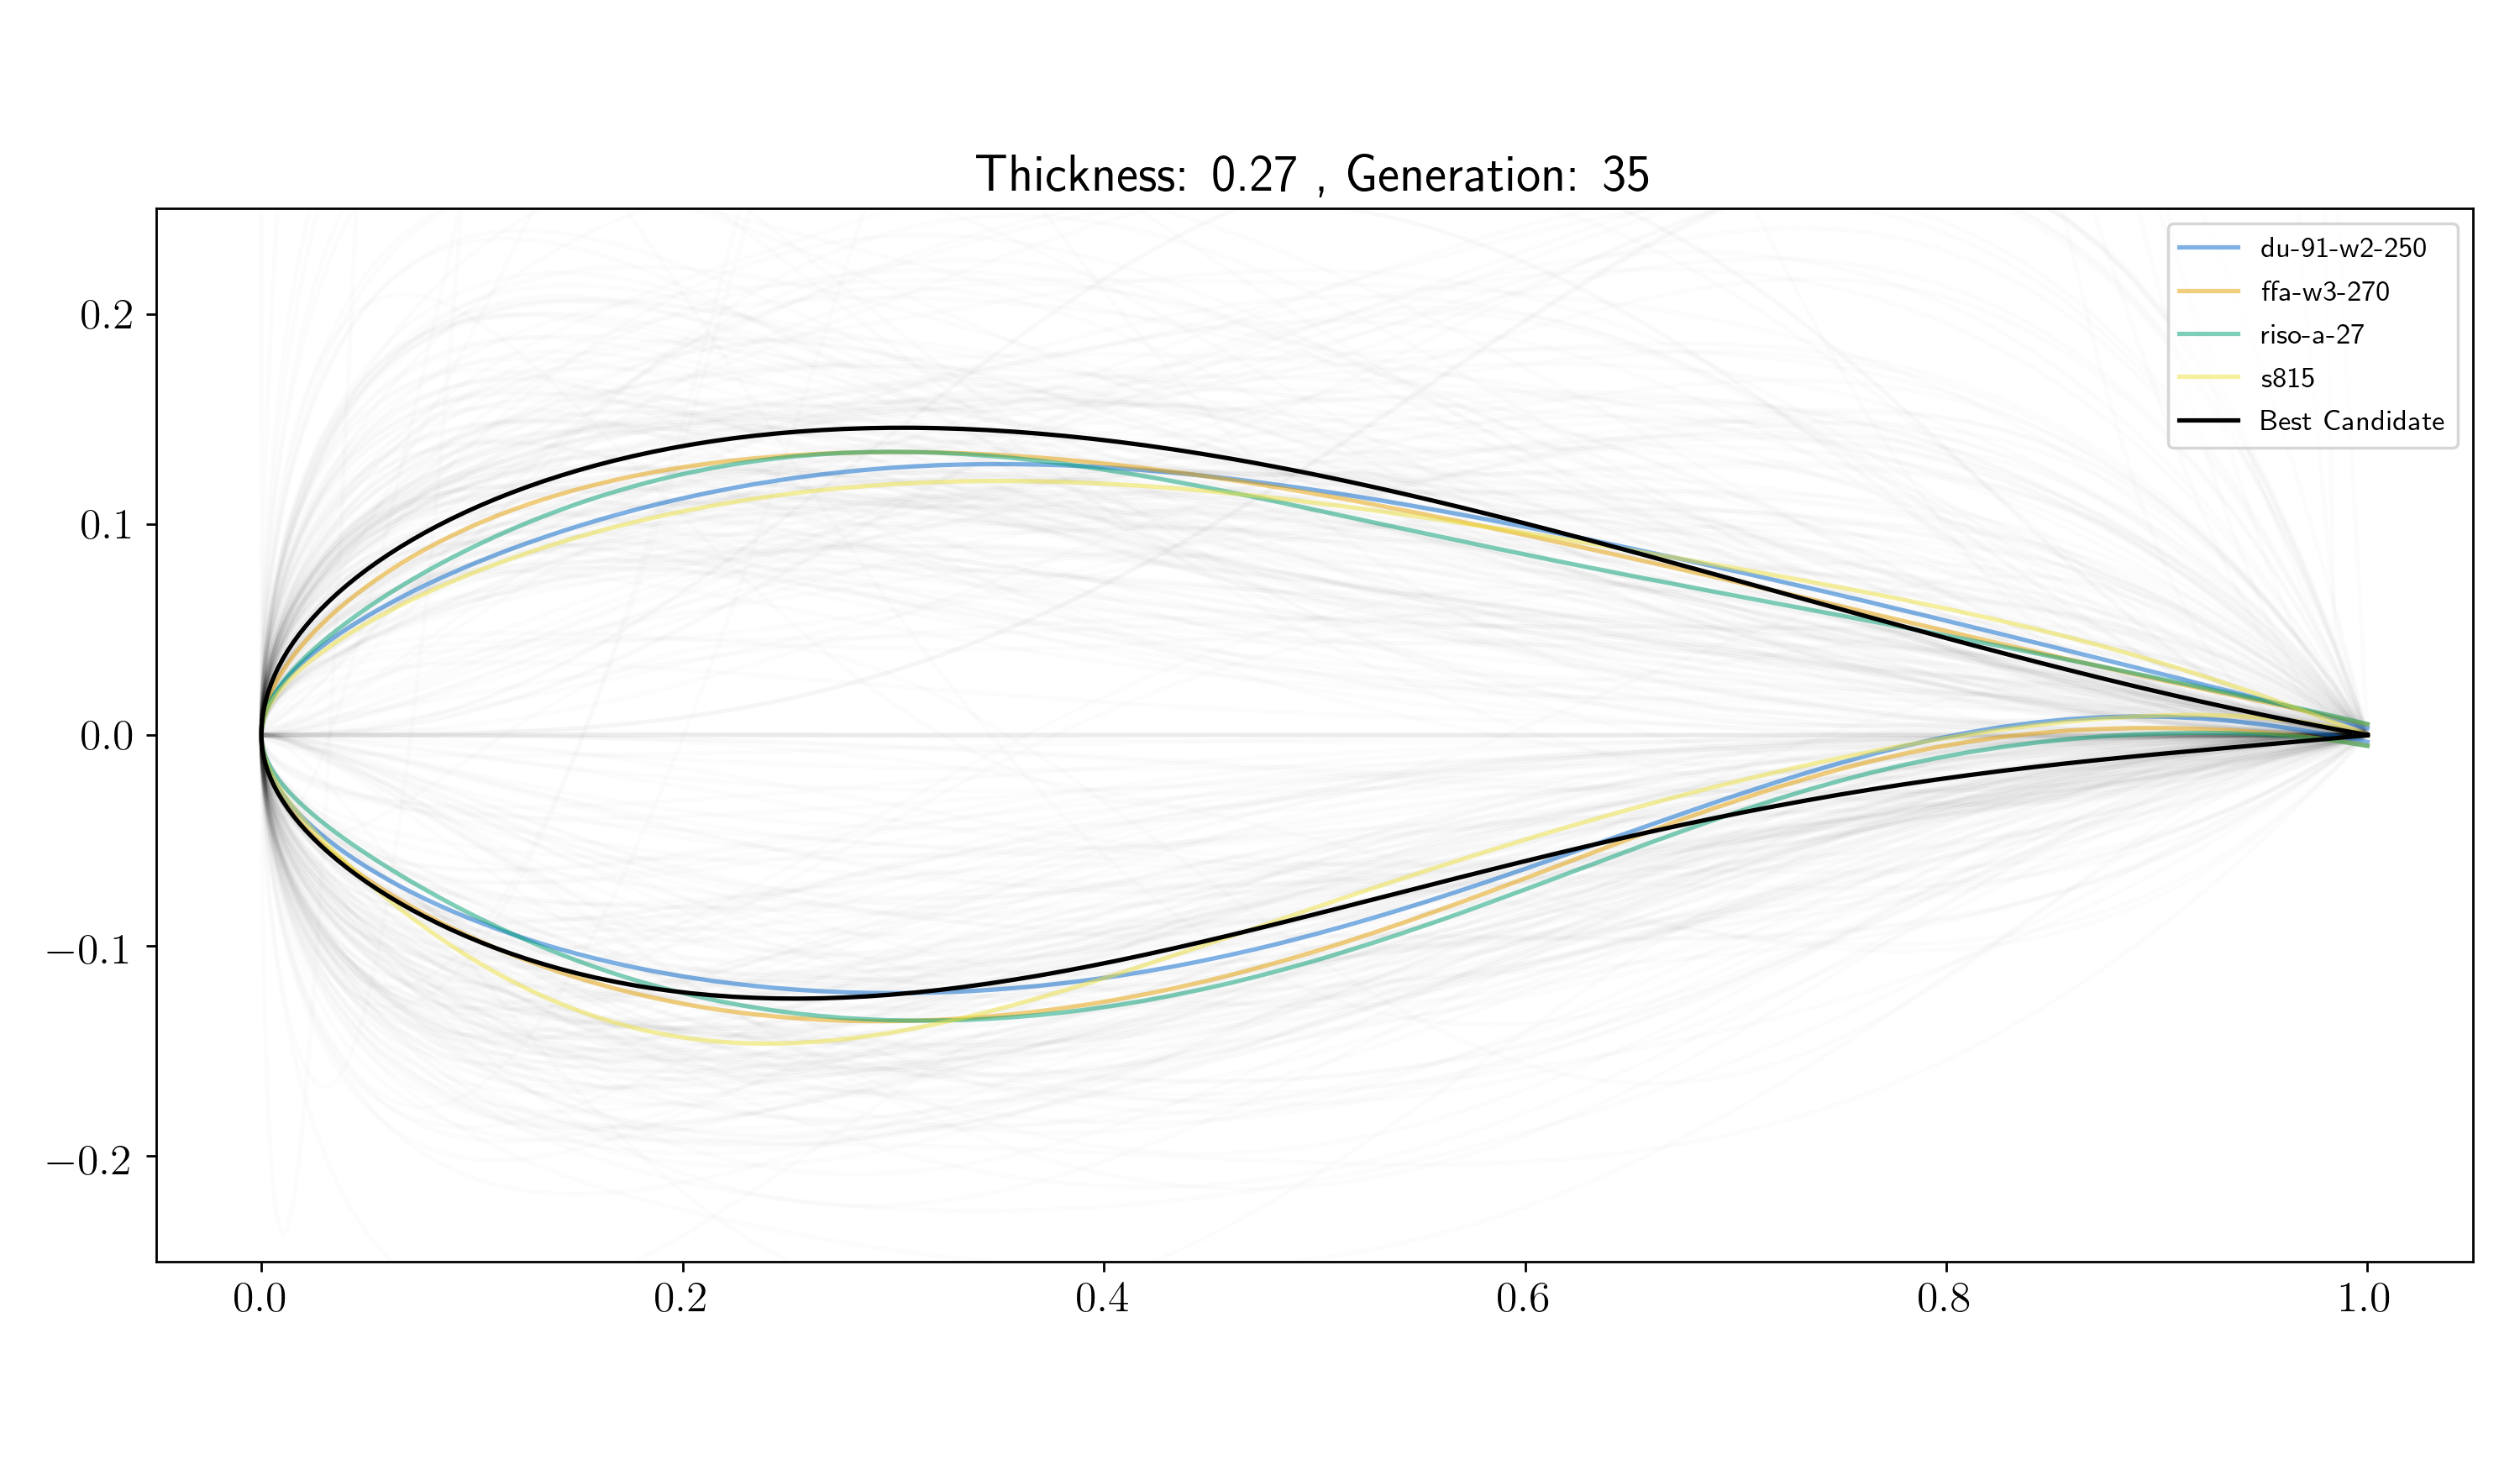 Thickness: 0.27 , Generation: 35
du-91-w2-250
ffa-w3-270
riso-a-27
s815
Best Candidate
0.2
0.1
0.0
−0.1
−0.2
0.0 0.2 0.4 0.6 0.8 1.0